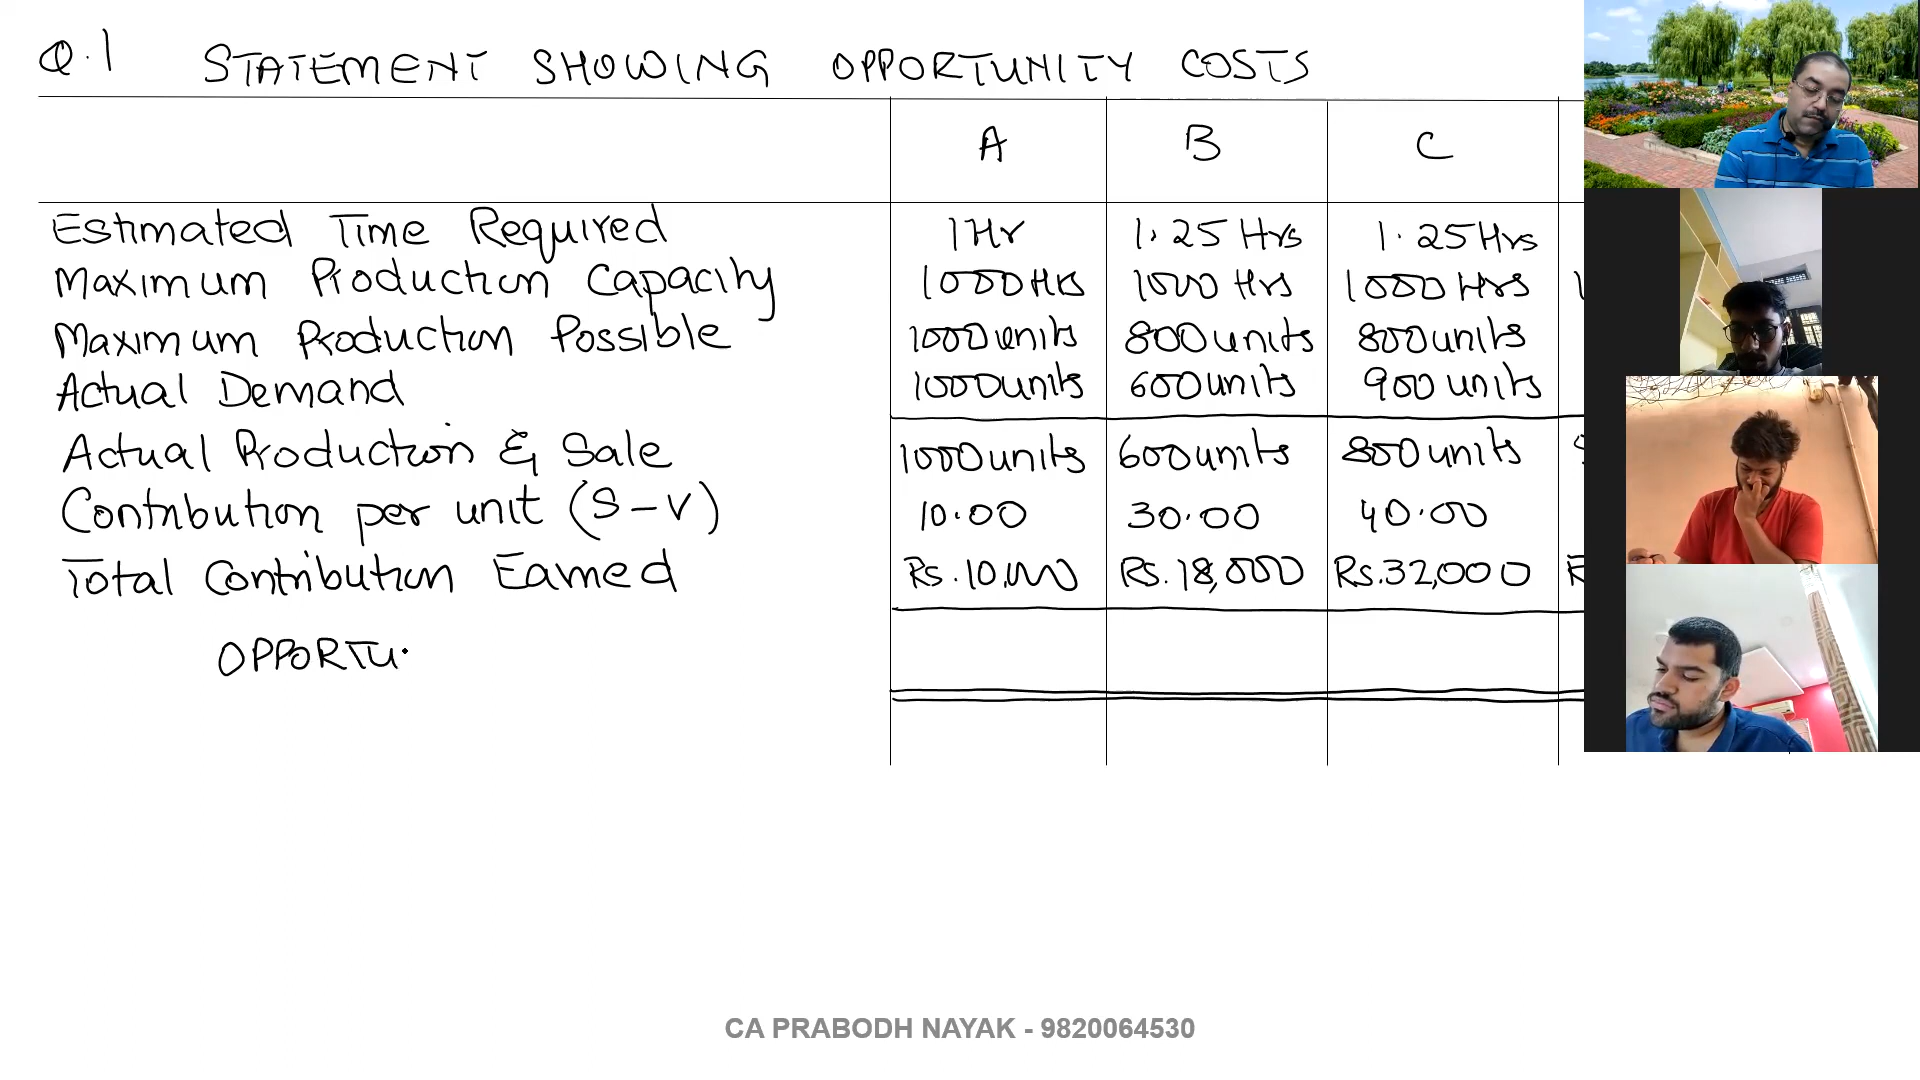 Q.1 STATEMENT SHOWING OPPORTUNITY COSTS
A B C
Estimated Time Required 1 Hr 1.25 Hrs 1.25 Hrs
Maximum Production Capacity 1000 Hrs 1000 Hrs 1000 Hrs
Maximum Production Possible 1000 units 800 units 800 units
Actual Demand 1000 units 600 units 900 units
Actual Production & Sale 1000 units 600 units 800 units
Contribution per unit (S-V) 10.00 30.00 40.00
Total Contribution Earned Rs. 10,000 Rs. 18,000 Rs. 32,000
OPPORTU
CA PRABODH NAYAK - 9820064530